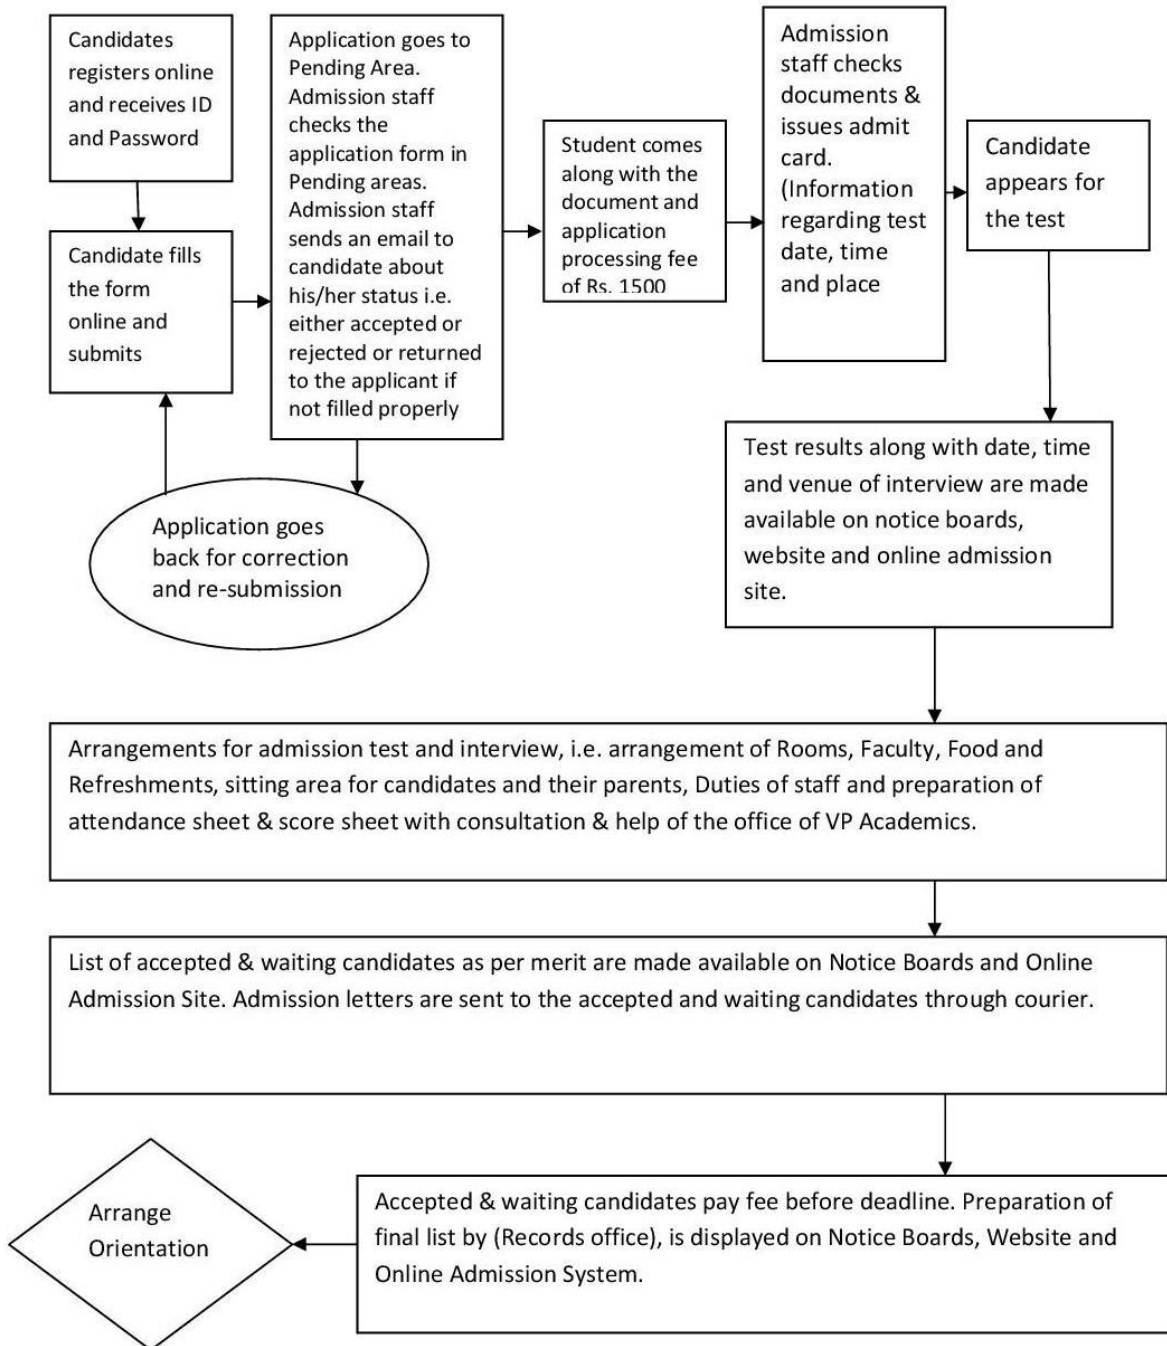 Candidates
registers online
and receives ID
and Password
Candidate fills
the form
online and
submits
Application goes to
Pending Area.
Admission staff
checks the
application form in
Pending areas.
Admission staff
sends an email to
candidate about
his/her status i.e.
either accepted or
rejected or returned
to the applicant if
not filled properly
Application goes
back for correction
and re-submission
Student comes
along with the
document and
application
processing fee
of Rs. 1500
Admission
staff checks
documents &
issues admit
card.
(Information
regarding test
date, time
and place
Candidate
appears for
the test
Test results along with date, time
and venue of interview are made
available on notice boards,
website and online admission
site.
Arrangements for admission test and interview, i.e. arrangement of Rooms, Faculty, Food and
Refreshments, sitting area for candidates and their parents, Duties of staff and preparation of
attendance sheet & score sheet with consultation & help of the office of VP Academics.
List of accepted & waiting candidates as per merit are made available on Notice Boards and Online
Admission Site. Admission letters are sent to the accepted and waiting candidates through courier.
Accepted & waiting candidates pay fee before deadline. Preparation of
final list by (Records office), is displayed on Notice Boards, Website and
Online Admission System.
Arrange
Orientation